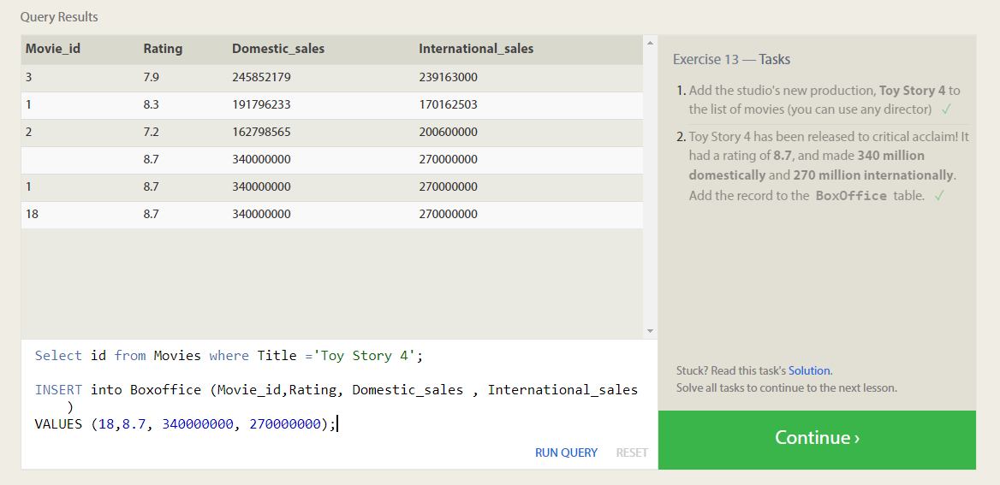 Query Results
Movie_id Rating Domestic_sales International_sales
3 7.9 245852179 239163000
1 8.3 191796233 170162503
2 7.2 162798565 200600000
8.7 340000000 270000000
1 8.7 340000000 270000000
18 8.7 340000000 270000000
Select id from Movies where Title ='Toy Story 4';
INSERT into Boxoffice (Movie_id,Rating, Domestic_sales , International_sales
)
VALUES (18,8.7, 340000000, 270000000);
RUN QUERY RESET
Exercise 13 — Tasks
1. Add the studio's new production, Toy Story 4 to
the list of movies (you can use any director) ✓
2. Toy Story 4 has been released to critical acclaim! It
had a rating of 8.7, and made 340 million
domestically and 270 million internationally.
Add the record to the BoxOffice table. ✓
Stuck? Read this task's Solution.
Solve all tasks to continue to the next lesson.
Continue ›